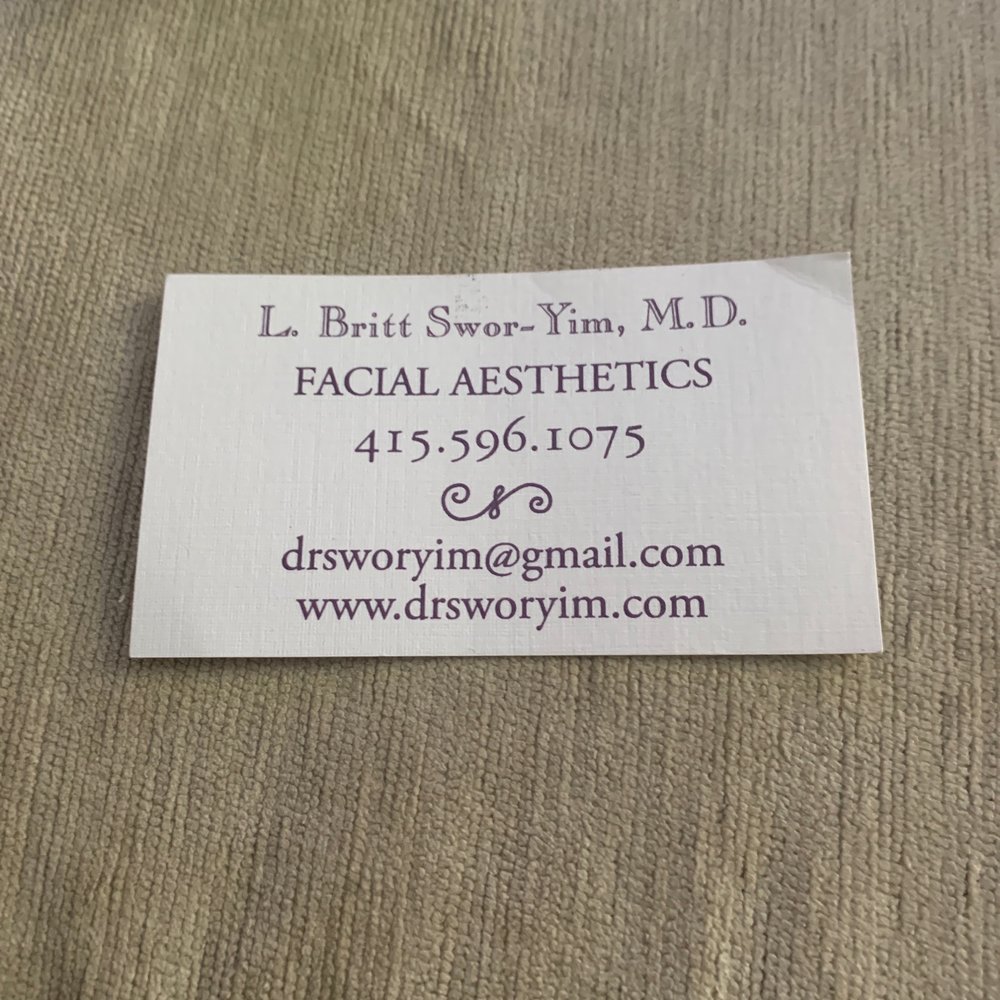 L. Britt Swor-Yim, M.D.
FACIAL AESTHETICS
415.596.1075
drsworyim@gmail.com
www.drsworyim.com